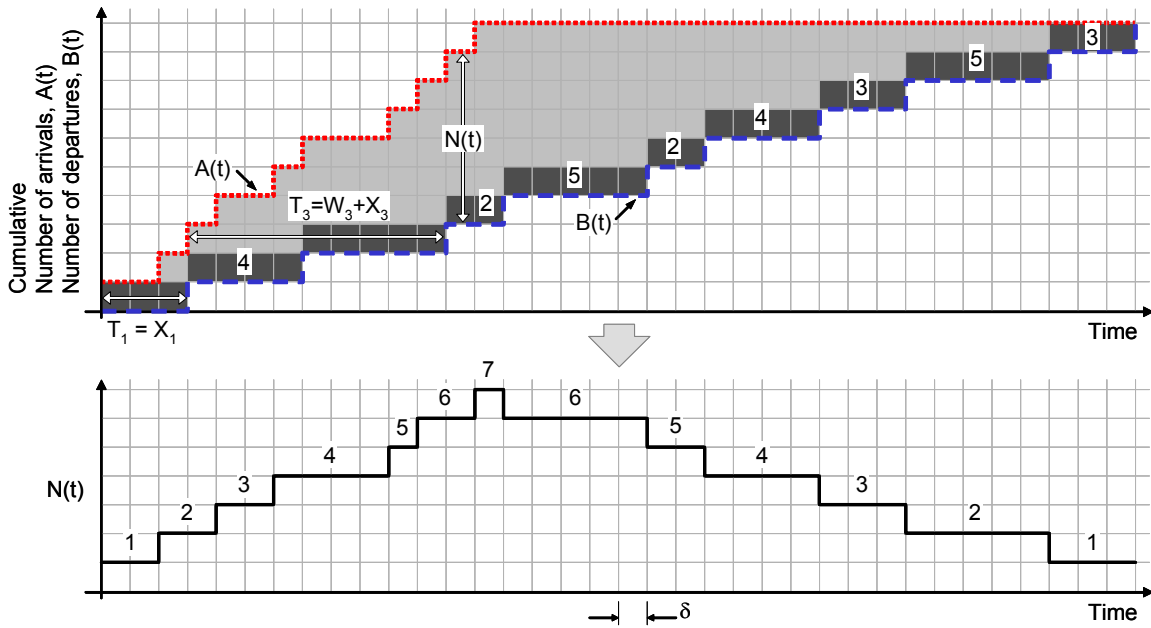 Cumulative
Number of arrivals, A(t)
Number of departures, B(t)
3
5
3
4
2
N(t)
A(t)
5
T₃=W₃+X₃
2
B(t)
4
T₁ = X₁
Time
7
6
6
5
5
4
4
3
3
N(t)
2
2
1
1
δ
Time